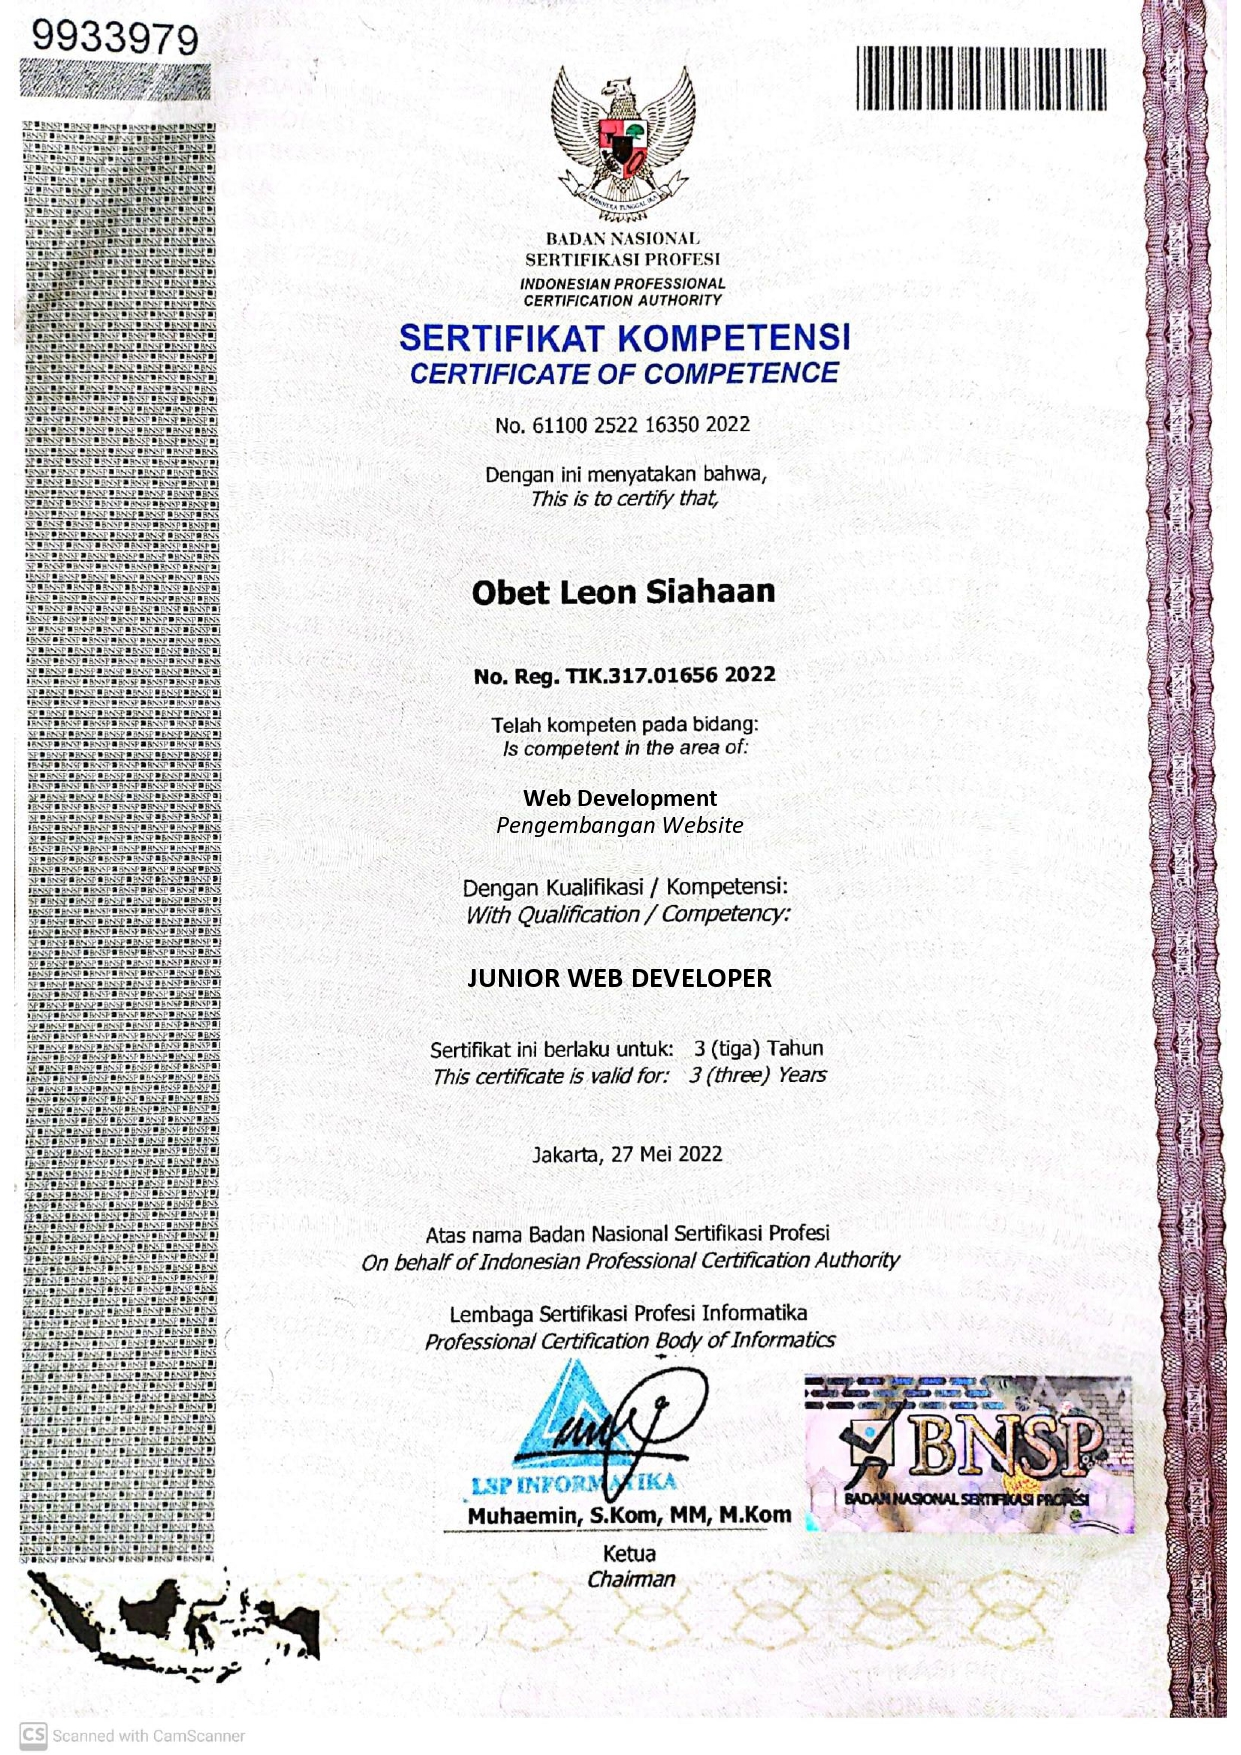 9933979
BADAN NASIONAL
SERTIFIKASI PROFESI
INDONESIAN PROFESSIONAL
CERTIFICATION AUTHORITY
SERTIFIKAT KOMPETENSI
CERTIFICATE OF COMPETENCE
No. 61100 2522 16350 2022
Dengan ini menyatakan bahwa,
This is to certify that,
Obet Leon Siahaan
No. Reg. TIK.317.01656 2022
Telah kompeten pada bidang:
Is competent in the area of:
Web Development
Pengembangan Website
Dengan Kualifikasi / Kompetensi:
With Qualification / Competency:
JUNIOR WEB DEVELOPER
Sertifikat ini berlaku untuk: 3 (tiga) Tahun
This certificate is valid for: 3 (three) Years
Jakarta, 27 Mei 2022
Atas nama Badan Nasional Sertifikasi Profesi
On behalf of Indonesian Professional Certification Authority
Lembaga Sertifikasi Profesi Informatika
Professional Certification Body of Informatics
LSP INFORMATIKA
BNSP
BADAN NASIONAL SERTIFIKASI PROFESI
Muhaemin, S.Kom, MM, M.Kom
Ketua
Chairman
CS Scanned with CamScanner